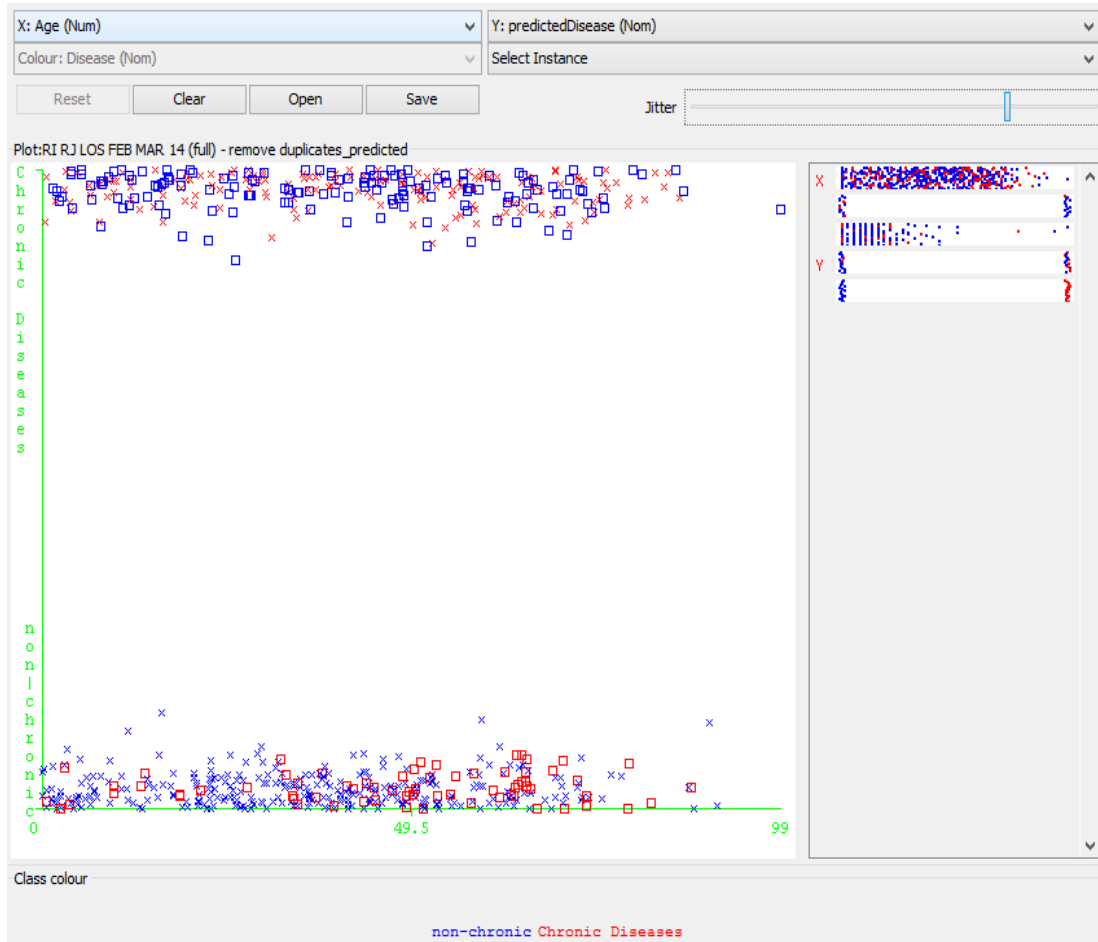 X: Age (Num)
Y: predictedDisease (Nom)
Colour: Disease (Nom)
Select Instance
Reset
Clear
Open
Save
Jitter
Plot:RI RJ LOS FEB MAR 14 (full) - remove duplicates_predicted
Chronic Diseases
non-chronic
0
49.5
99
X
Y
Class colour
non-chronic Chronic Diseases